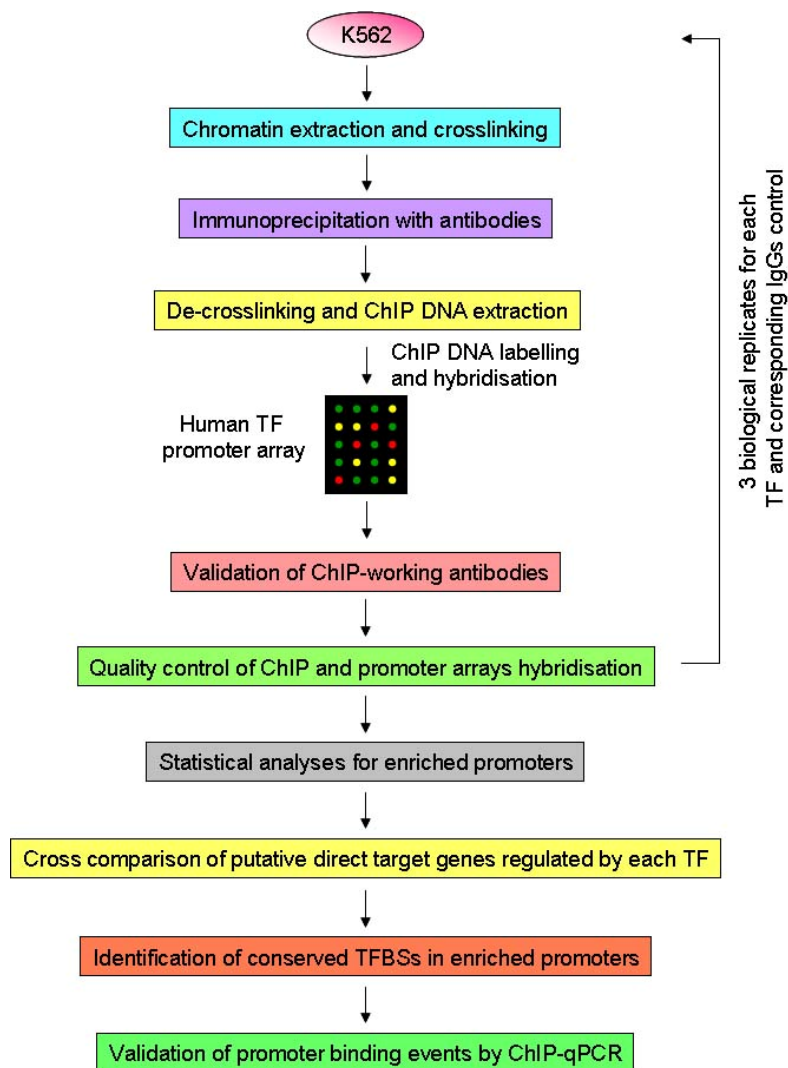 K562
Chromatin extraction and crosslinking
Immunoprecipitation with antibodies
De-crosslinking and ChIP DNA extraction
ChIP DNA labelling
and hybridisation
Human TF
promoter array
Validation of ChIP-working antibodies
Quality control of ChIP and promoter arrays hybridisation
3 biological replicates for each
TF and corresponding IgGs control
Statistical analyses for enriched promoters
Cross comparison of putative direct target genes regulated by each TF
Identification of conserved TFBSs in enriched promoters
Validation of promoter binding events by ChIP-qPCR